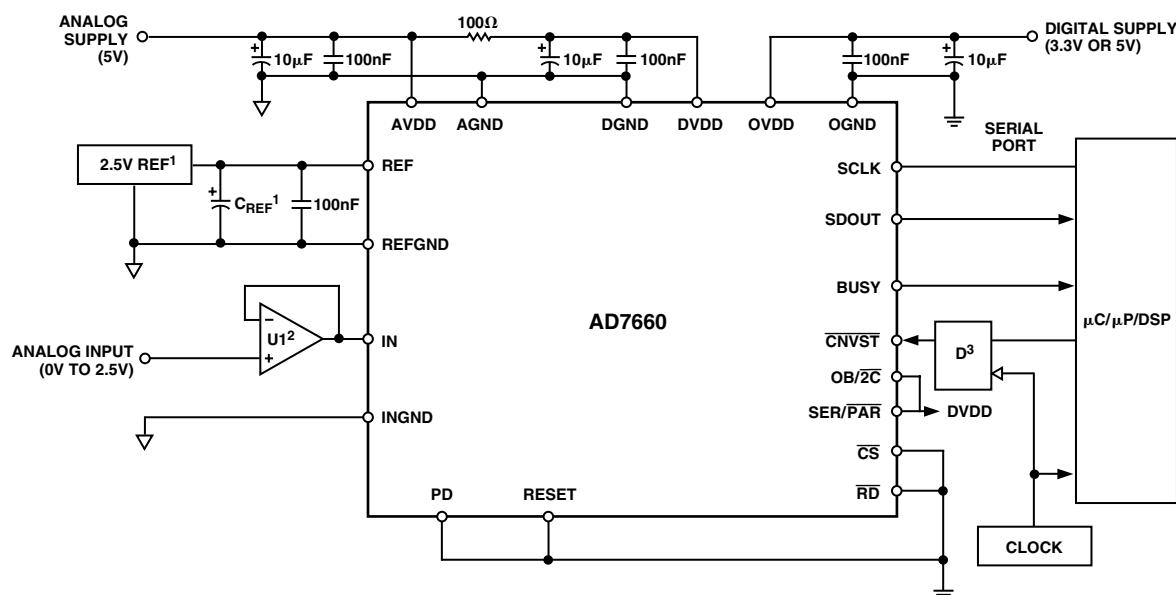 ANALOG
SUPPLY
(5V)
100Ω
DIGITAL SUPPLY
(3.3V OR 5V)
+
10μF
100nF
+
10μF
100nF
100nF
+
10μF
AVDD
AGND
DGND
DVDD
OVDD
OGND
SERIAL
PORT
2.5V REF¹
REF
SCLK
+
C_REF¹
100nF
SDOUT
REFGND
BUSY
AD7660
μC/μP/DSP
−
U1²
+
IN
CNVST
D³
ANALOG INPUT
(0V TO 2.5V)
OB/2C
SER/PAR
DVDD
INGND
CS
RD
PD
RESET
CLOCK